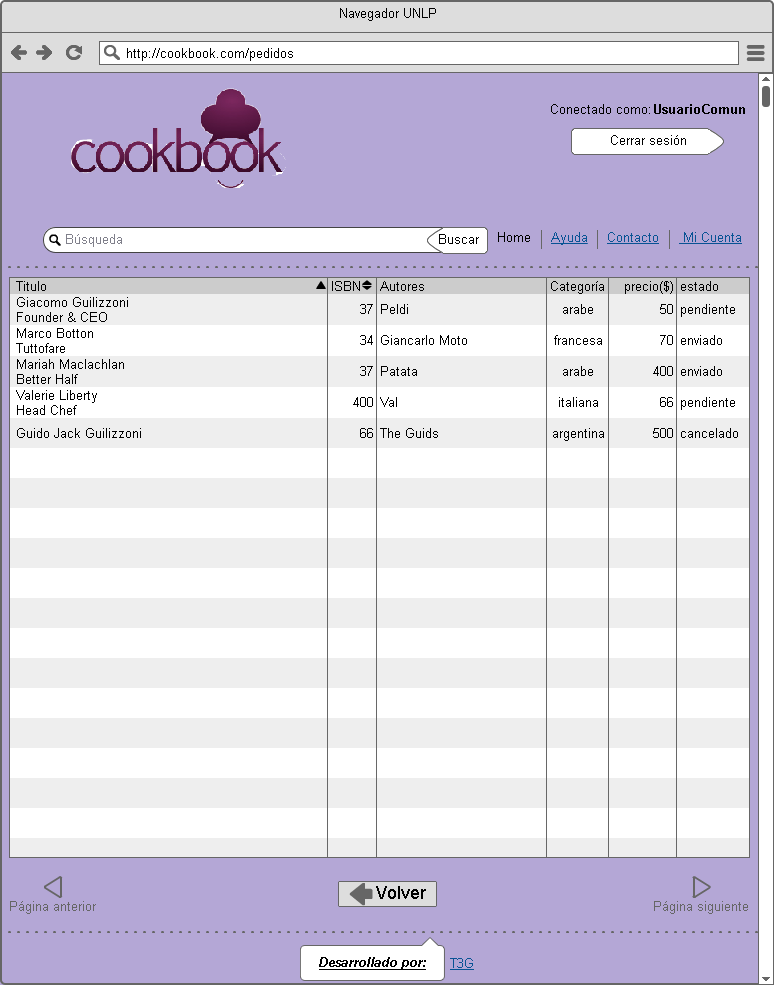 Navegador UNLP
http://cookbook.com/pedidos
cookbook
Conectado como: UsuarioComun
Cerrar sesión
Búsqueda Buscar Home Ayuda Contacto Mi Cuenta
Titulo ISBN Autores Categoría precio($) estado
Giacomo Guilizzoni
Founder & CEO
37 Peldi arabe 50 pendiente
Marco Botton
Tuttofare
34 Giancarlo Moto francesa 70 enviado
Mariah Maclachlan
Better Half
37 Patata arabe 400 enviado
Valerie Liberty
Head Chef
400 Val italiana 66 pendiente
Guido Jack Guilizzoni 66 The Guids argentina 500 cancelado
Volver
Página anterior Página siguiente
Desarrollado por: T3G